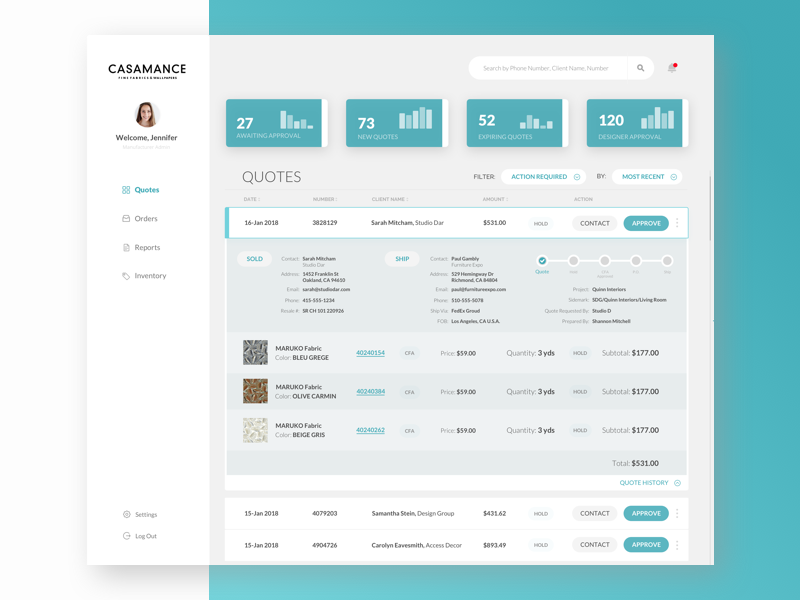 CASAMANCE
FINE FABRICS & WALLPAPERS
Welcome, Jennifer
Manufacturer Admin
Quotes
Orders
Reports
Inventory
Settings
Log Out
Search by Phone Number, Client Name, Number
27
AWAITING APPROVAL
73
NEW QUOTES
52
EXPIRING QUOTES
120
DESIGNER APPROVAL
QUOTES
FILTER: ACTION REQUIRED BY: MOST RECENT
DATE NUMBER CLIENT NAME AMOUNT ACTION
16-Jan 2018 3828129 Sarah Mitcham, Studio Dar $531.00 HOLD CONTACT APPROVE
SOLD
Contact: Sarah Mitcham
Studio Dar
Address: 1452 Franklin St
Oakland, CA 94610
Email: sarah@studiodar.com
Phone: 415-555-1234
Resale #: SR CH 101 220926
SHIP
Contact: Paul Gambly
Furniture Expo
Address: 529 Hemingway Dr
Richmond, CA 84804
Email: paul@furnitureexpo.com
Phone: 510-555-5078
Ship Via: FedEx Groud
FOB: Los Angeles, CA U.S.A.
Quote Hold CFA Approved P.O. Ship
Project: Quinn Interiors
Sidemark: SDG/Quinn Interiors/Living Room
Quote Requested By: Studio D
Prepared By: Shannon Mitchell
MARUKO Fabric
Color: BLEU GREGE 40240154 CFA Price: $59.00 Quantity: 3 yds HOLD Subtotal: $177.00
MARUKO Fabric
Color: OLIVE CARMIN 40240384 CFA Price: $59.00 Quantity: 3 yds HOLD Subtotal: $177.00
MARUKO Fabric
Color: BEIGE GRIS 40240262 CFA Price: $59.00 Quantity: 3 yds HOLD Subtotal: $177.00
Total: $531.00
QUOTE HISTORY
15-Jan 2018 4079203 Samantha Stein, Design Group $431.62 HOLD CONTACT APPROVE
15-Jan 2018 4904726 Carolyn Eavesmith, Access Decor $893.49 HOLD CONTACT APPROVE